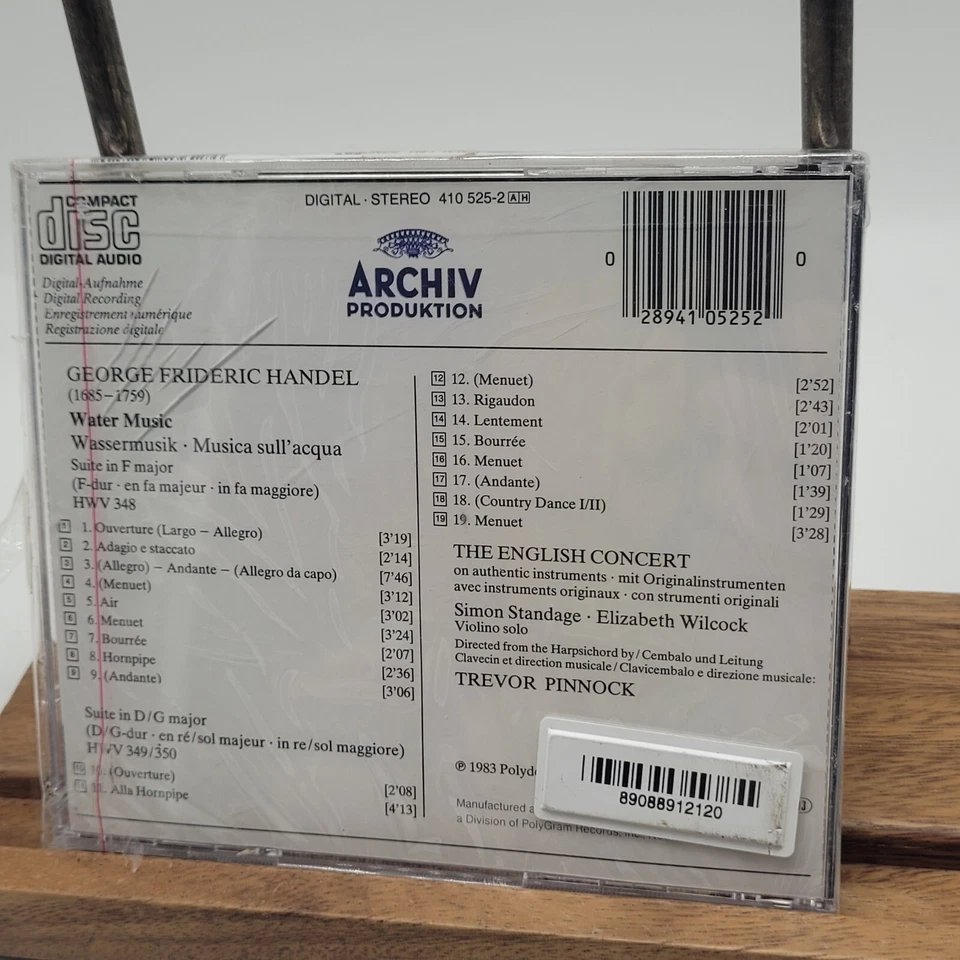 COMPACT
disc
DIGITAL AUDIO
DIGITAL · STEREO 410 525-2 AH
ARCHIV
PRODUKTION
0 28941 05252 0
Digital-Aufnahme
Digital Recording
Enregistrement numérique
Registrazione digitale
GEORGE FRIDERIC HANDEL
(1685–1759)
Water Music
Wassermusik · Musica sull'acqua
Suite in F major
(F-dur · en fa majeur · in fa maggiore)
HWV 348
1 1. Ouverture (Largo – Allegro) [3'19]
2 2. Adagio e staccato [2'14]
3 3. (Allegro) – Andante – (Allegro da capo) [7'46]
4 4. (Menuet) [3'12]
5 5. Air [3'02]
6 6. Menuet [3'24]
7 7. Bourrée [2'07]
8 8. Hornpipe [2'36]
9 9. (Andante) [3'06]
Suite in D/G major
(D/G-dur · en ré/sol majeur · in re/sol maggiore)
HWV 349/350
10 10. (Ouverture) [2'08]
11 11. Alla Hornpipe [4'13]
12 12. (Menuet) [2'52]
13 13. Rigaudon [2'43]
14 14. Lentement [2'01]
15 15. Bourrée [1'20]
16 16. Menuet [1'07]
17 17. (Andante) [1'39]
18 18. (Country Dance I/II) [1'29]
19 19. Menuet [3'28]
THE ENGLISH CONCERT
on authentic instruments · mit Originalinstrumenten
avec instruments originaux · con strumenti originali
Simon Standage · Elizabeth Wilcock
Violino solo
Directed from the Harpsichord by/Cembalo und Leitung
Clavecin et direction musicale/Clavicembalo e direzione musicale:
TREVOR PINNOCK
℗ 1983
Manufactured
a Division of PolyGram Records, Inc.
89088912120